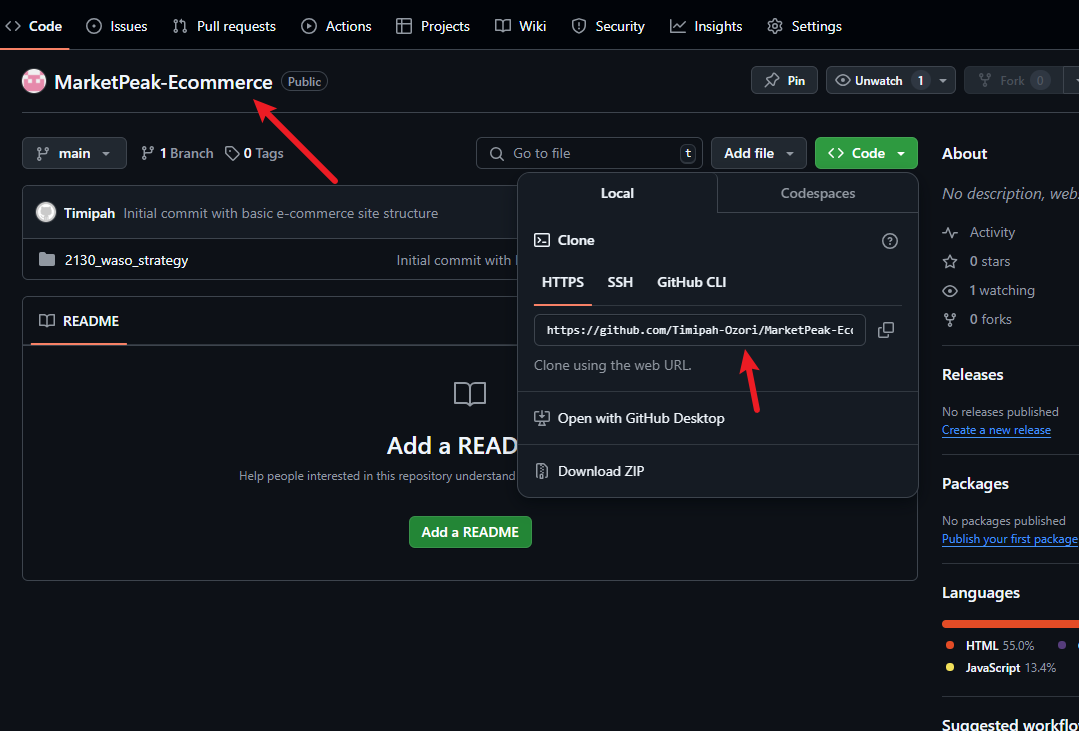 Code Issues Pull requests Actions Projects Wiki Security Insights Settings
MarketPeak-Ecommerce Public Pin Unwatch 1 Fork 0
main 1 Branch 0 Tags Go to file t Add file Code
Timipah Initial commit with basic e-commerce site structure
2130_waso_strategy Initial commit with
README
Add a READ
Help people interested in this repository understand
Add a README
Local Codespaces
Clone
HTTPS SSH GitHub CLI
https://github.com/Timipah-Ozori/MarketPeak-Ecc
Clone using the web URL.
Open with GitHub Desktop
Download ZIP
About
No description, web
Activity
0 stars
1 watching
0 forks
Releases
No releases published
Create a new release
Packages
No packages published
Publish your first package
Languages
HTML 55.0%
JavaScript 13.4%
Suggested workflo